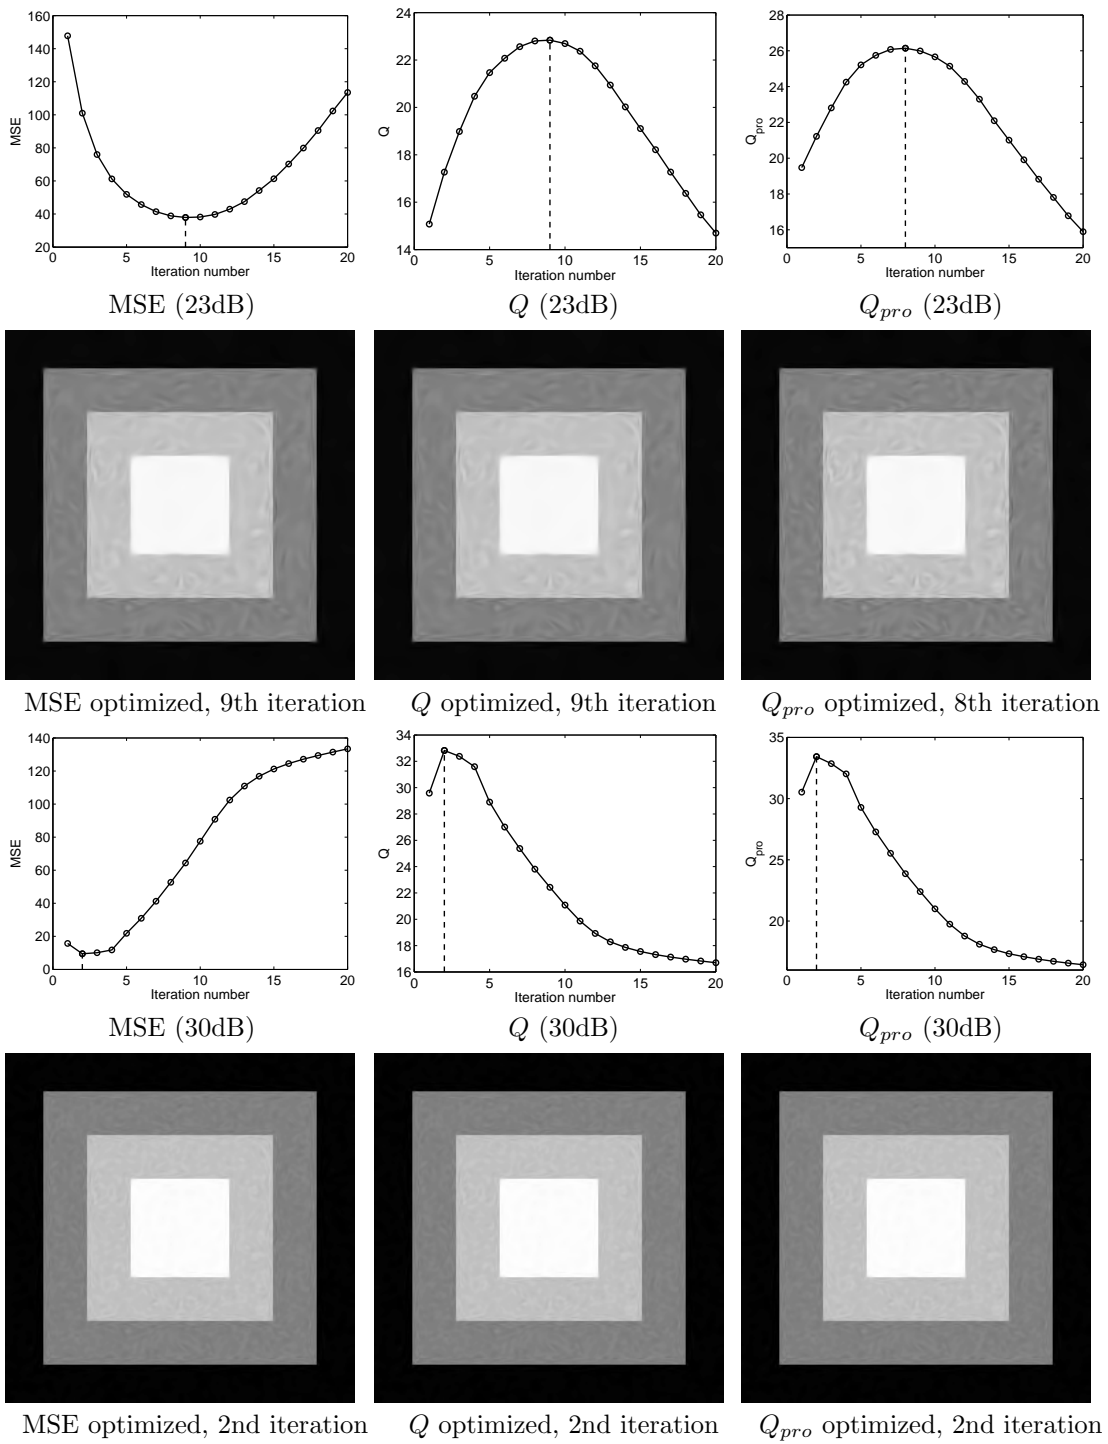 160
140
120
100
80
60
40
20
MSE
0 5 10 15 20
Iteration number
MSE (23dB)
24
22
20
18
16
14
Q
0 5 10 15 20
Iteration number
Q (23dB)
28
26
24
22
20
18
16
Qpro
0 5 10 15 20
Iteration number
Qpro (23dB)
MSE optimized, 9th iteration
Q optimized, 9th iteration
Qpro optimized, 8th iteration
140
120
100
80
60
40
20
0
MSE
0 5 10 15 20
Iteration number
MSE (30dB)
34
32
30
28
26
24
22
20
18
16
Q
0 5 10 15 20
Iteration number
Q (30dB)
35
30
25
20
Qpro
0 5 10 15 20
Iteration number
Qpro (30dB)
MSE optimized, 2nd iteration
Q optimized, 2nd iteration
Qpro optimized, 2nd iteration